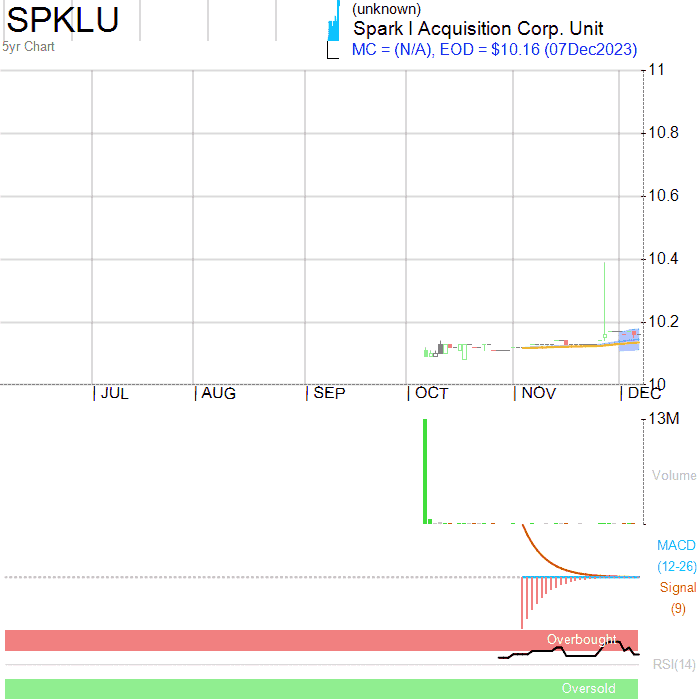 SPKLU
5yr Chart
(unknown)
Spark I Acquisition Corp. Unit
MC = (N/A), EOD = $10.16 (07Dec2023)
11
10.8
10.6
10.4
10.2
10
JUL AUG SEP OCT NOV DEC
13M
Volume
MACD
(12-26)
Signal
(9)
Overbought
RSI(14)
Oversold